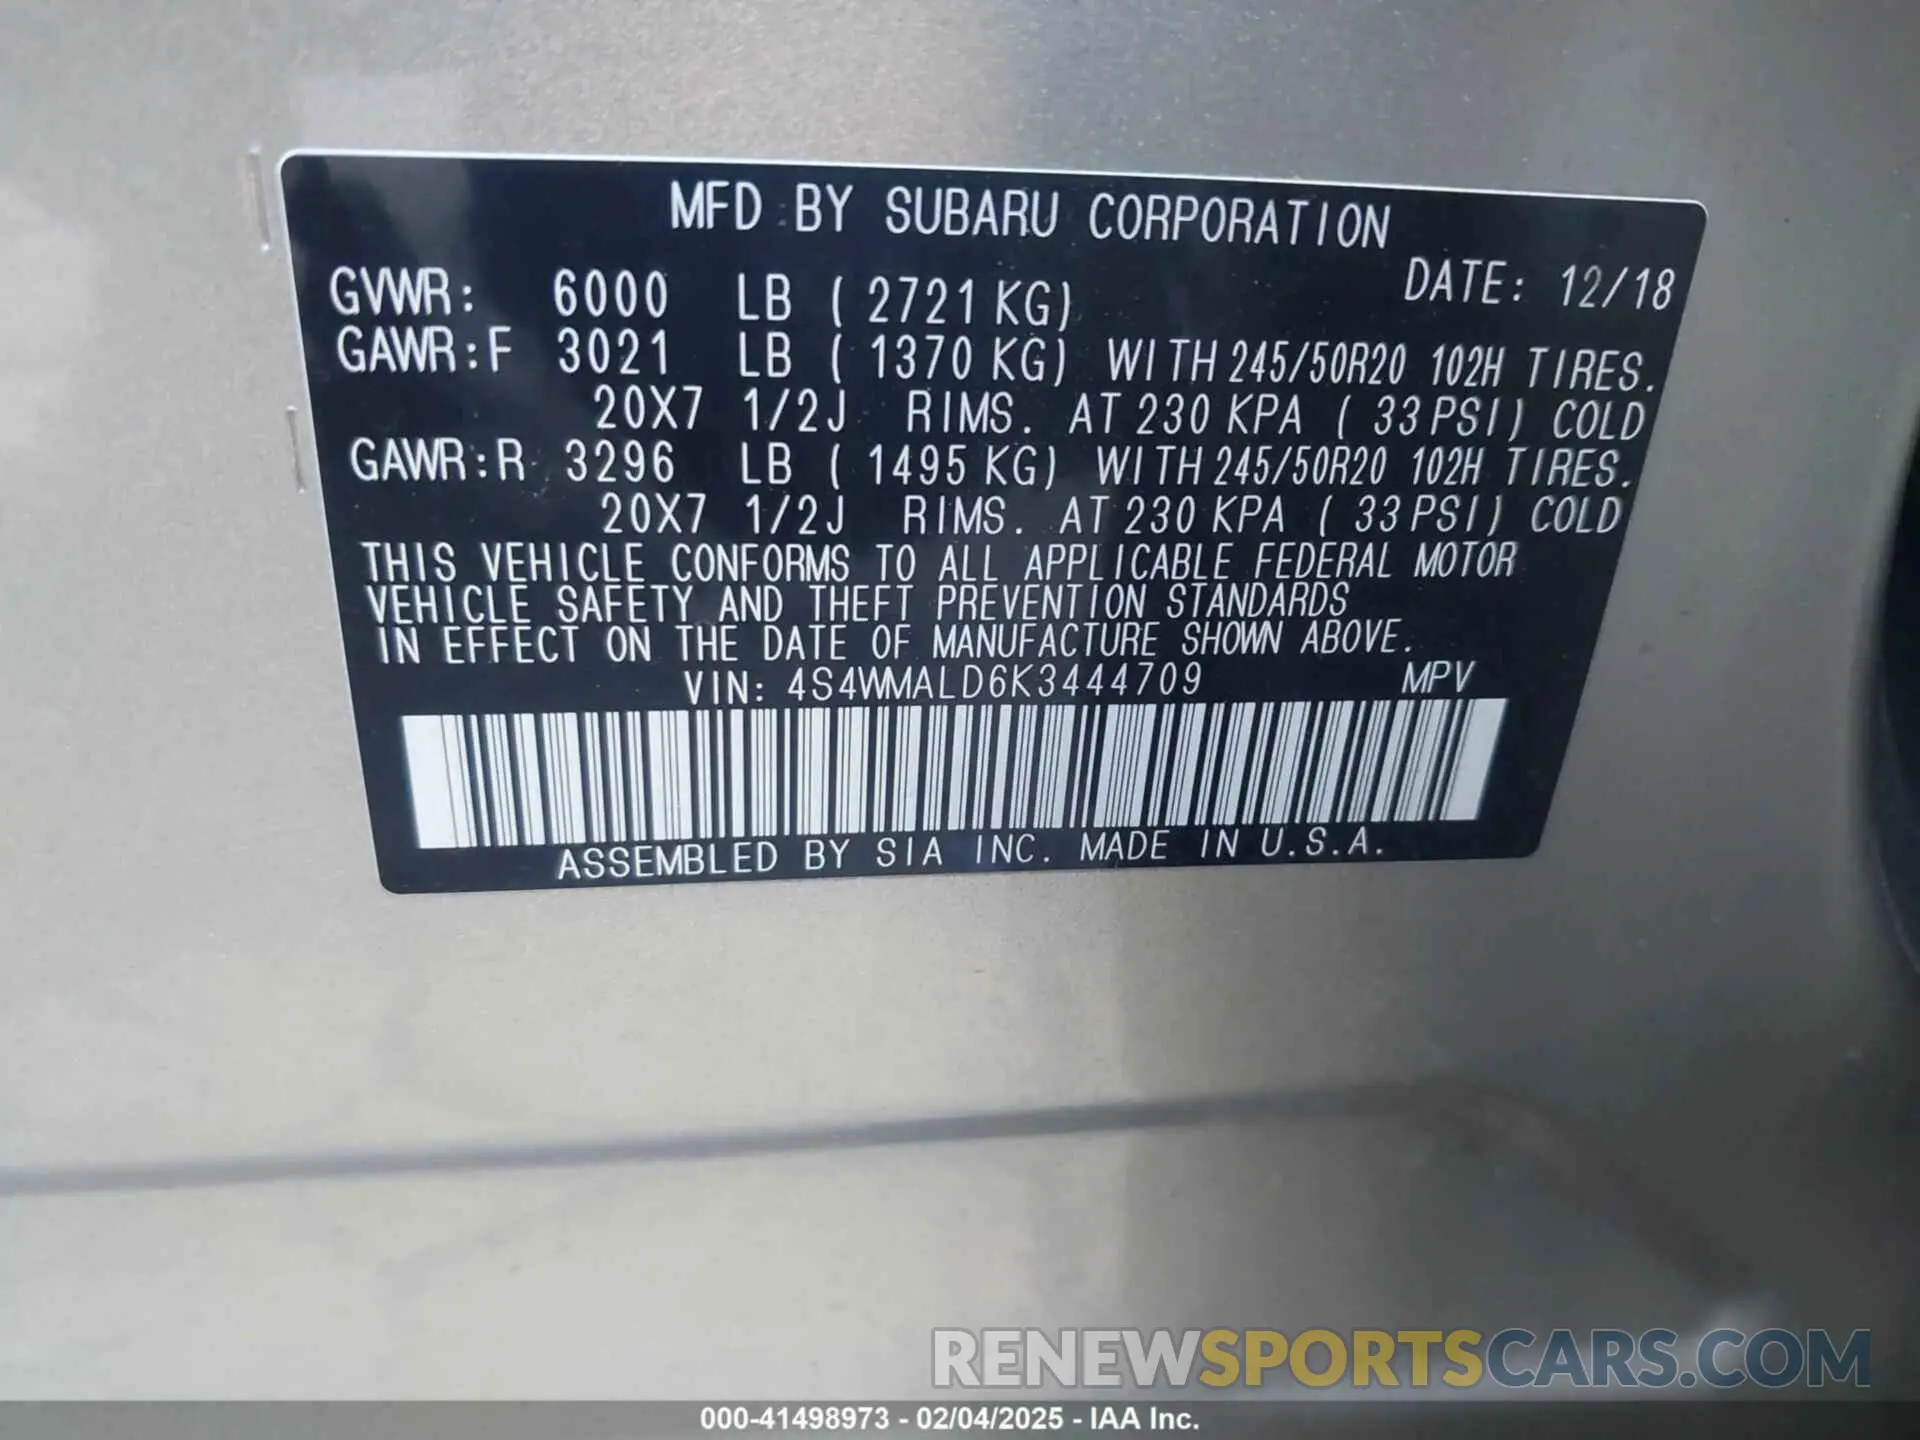 MFD BY SUBARU CORPORATION
DATE: 12/18
GVWR: 6000 LB ( 2721 KG)
GAWR:F 3021 LB ( 1370 KG) WITH 245/50R20 102H TIRES.
20X7 1/2J RIMS. AT 230 KPA ( 33 PSI) COLD
GAWR:R 3296 LB ( 1495 KG) WITH 245/50R20 102H TIRES.
20X7 1/2J RIMS. AT 230 KPA ( 33 PSI) COLD
THIS VEHICLE CONFORMS TO ALL APPLICABLE FEDERAL MOTOR
VEHICLE SAFETY AND THEFT PREVENTION STANDARDS
IN EFFECT ON THE DATE OF MANUFACTURE SHOWN ABOVE.
VIN: 4S4WMALD6K3444709 MPV
ASSEMBLED BY SIA INC. MADE IN U.S.A.
RENEWSPORTSCARS.COM
000-41498973 - 02/04/2025 - IAA Inc.